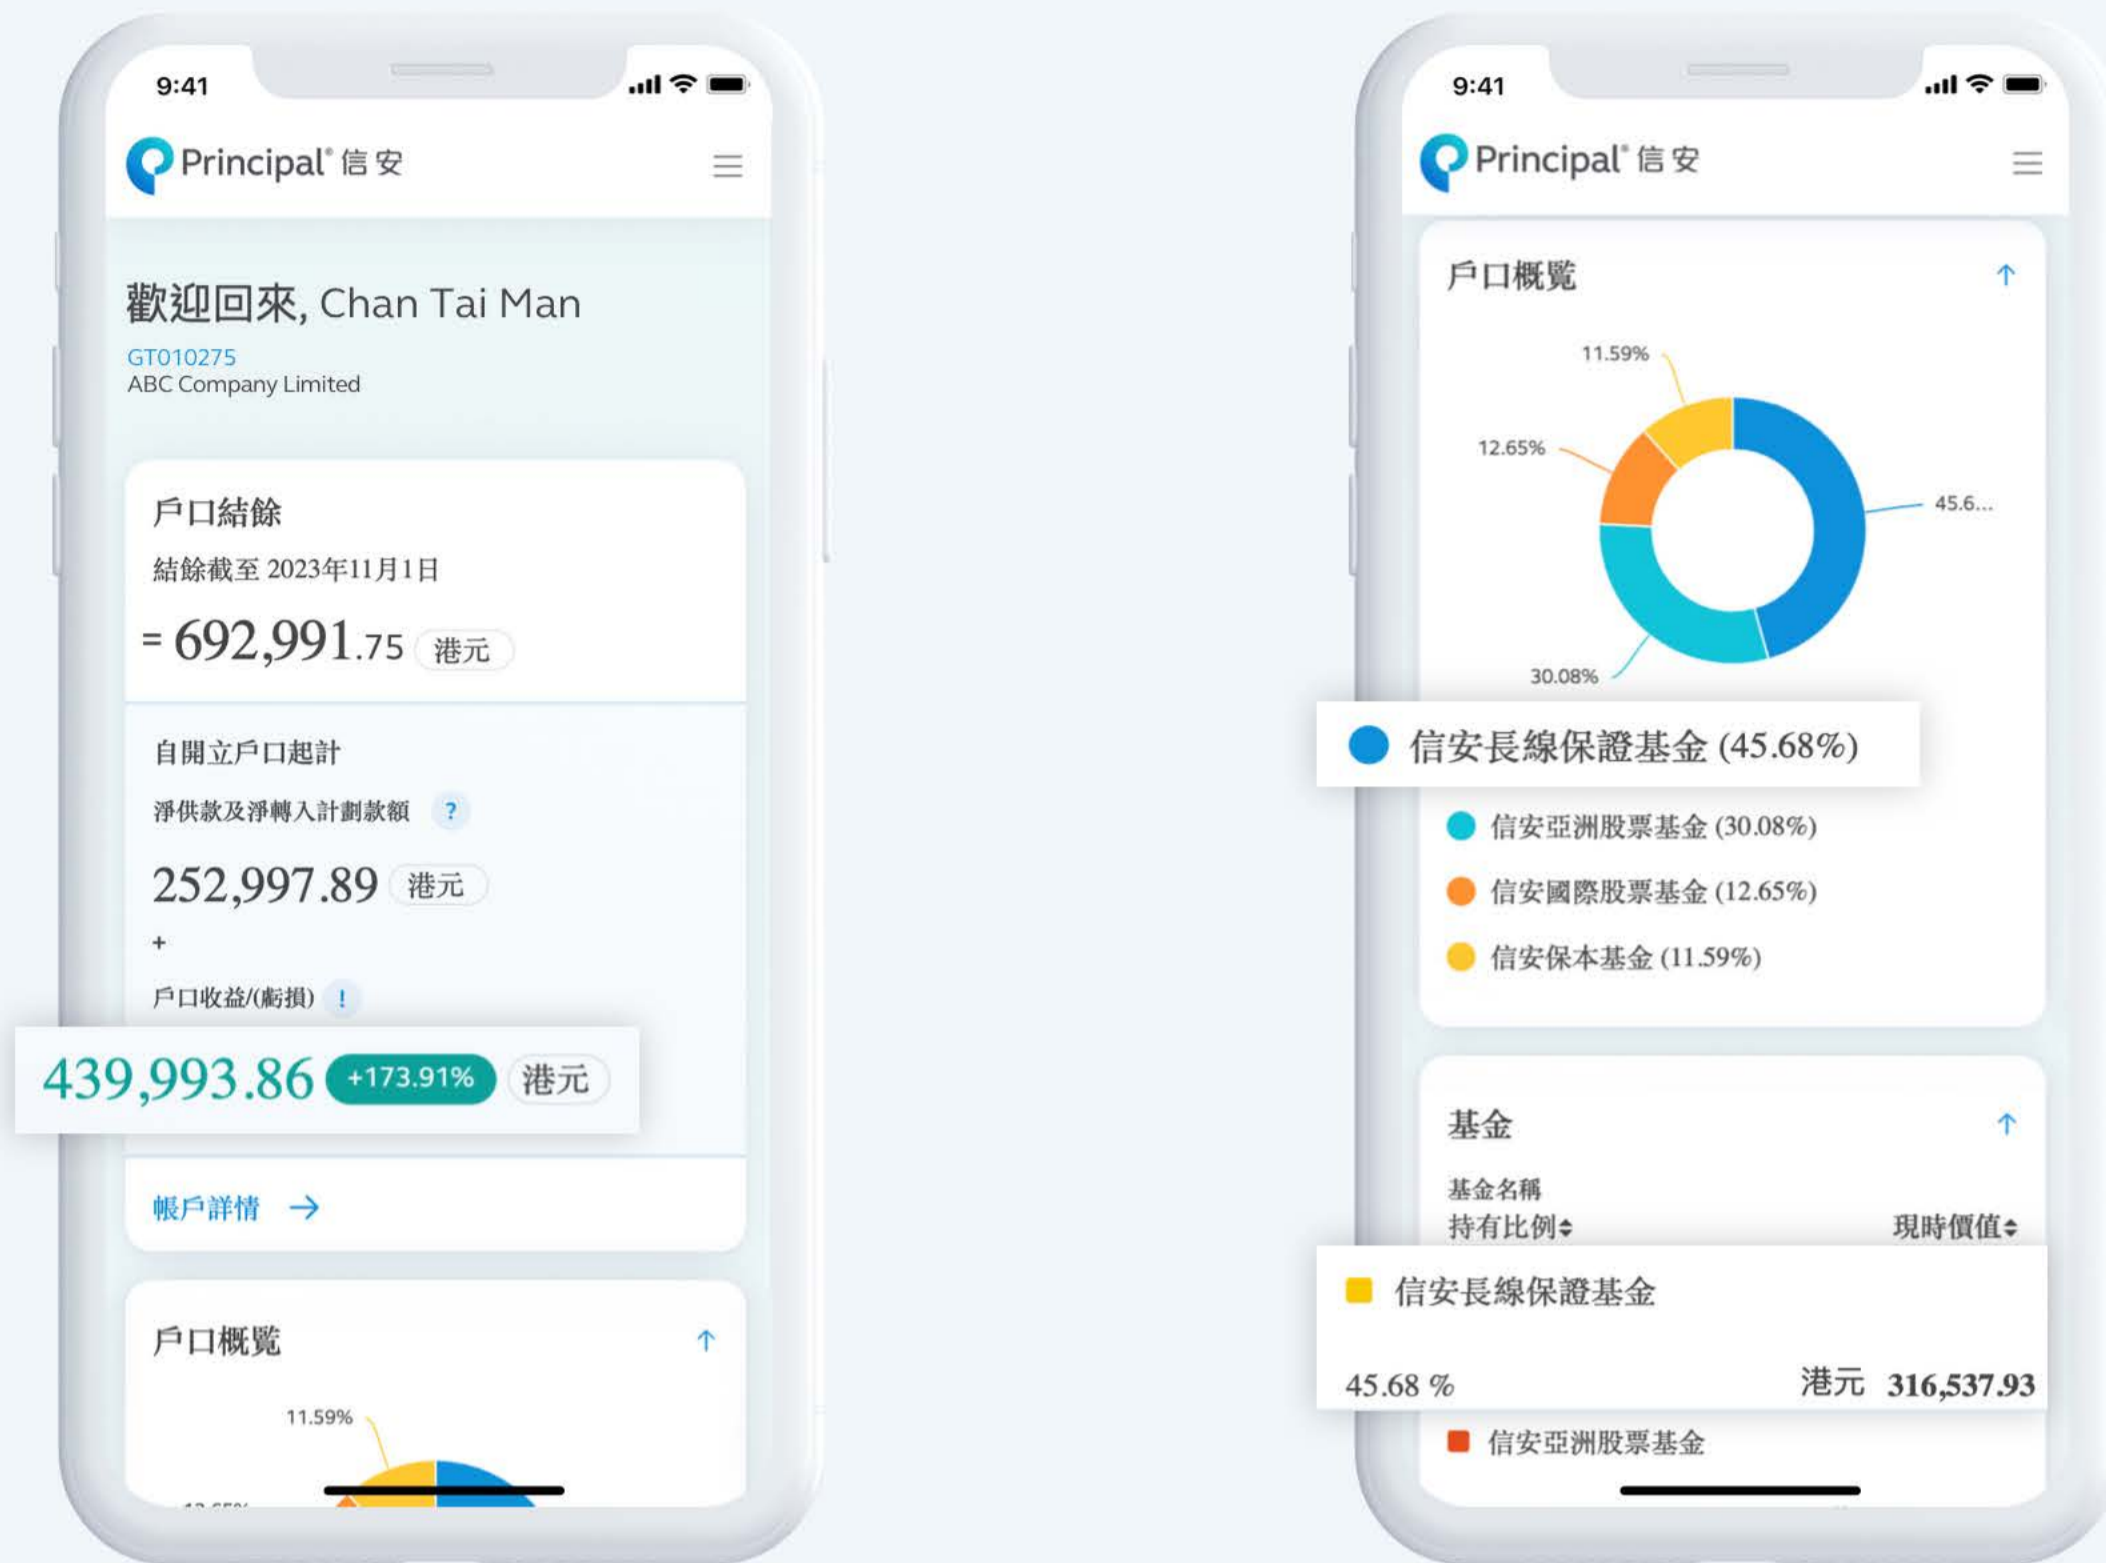 9:41
Principal® 信安
歡迎回來, Chan Tai Man
GT010275
ABC Company Limited
戶口結餘
結餘截至 2023年11月1日
= 692,991.75 港元
自開立戶口起計
淨供款及淨轉入計劃款額 ?
252,997.89 港元
+
戶口收益/(虧損) !
439,993.86 +173.91% 港元
帳戶詳情 →
戶口概覽 ↑
11.59%
12.65%
9:41
Principal® 信安
戶口概覽 ↑
11.59%
12.65%
45.6...
30.08%
信安長線保證基金 (45.68%)
信安亞洲股票基金 (30.08%)
信安國際股票基金 (12.65%)
信安保本基金 (11.59%)
基金 ↑
基金名稱
持有比例 現時價值
信安長線保證基金
45.68 % 港元 316,537.93
信安亞洲股票基金